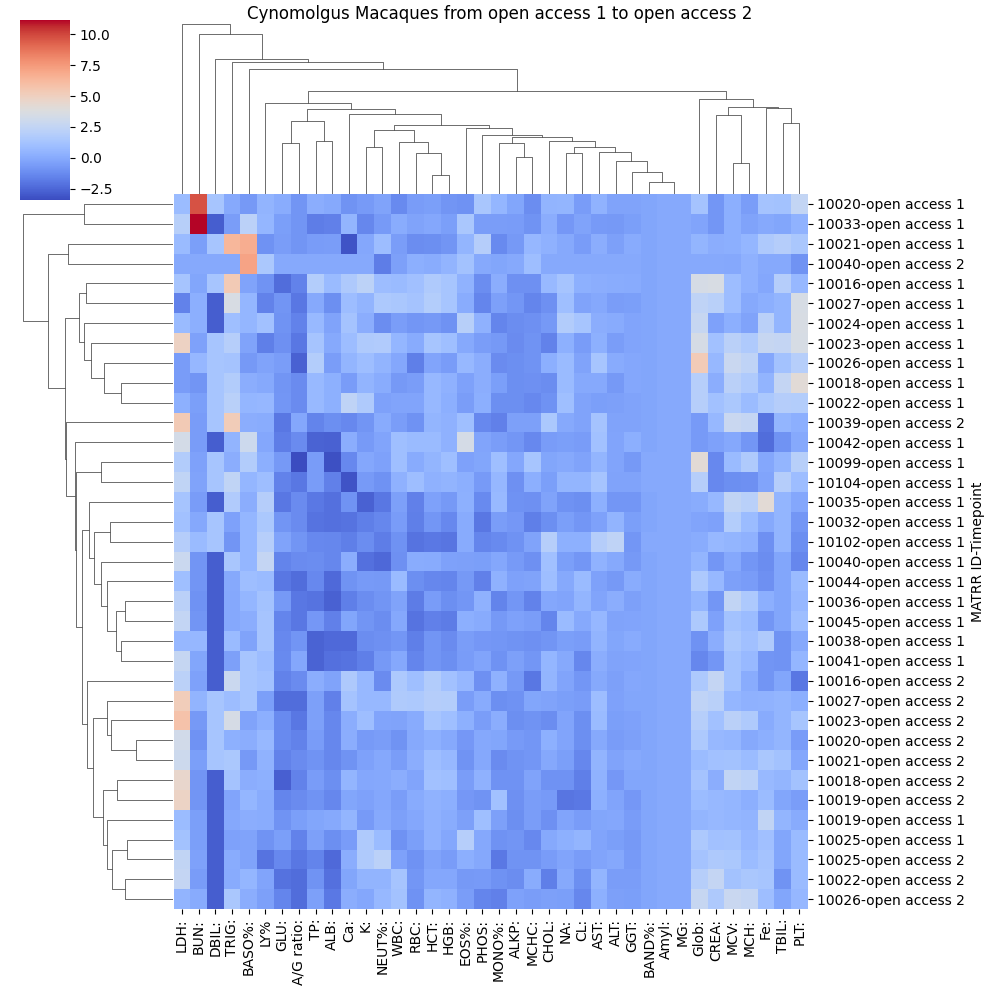 Cynomolgus Macaques from open access 1 to open access 2
10.0
7.5
5.0
2.5
0.0
−2.5
10020-open access 1
10033-open access 1
10021-open access 1
10040-open access 2
10016-open access 1
10027-open access 1
10024-open access 1
10023-open access 1
10026-open access 1
10018-open access 1
10022-open access 1
10039-open access 2
10042-open access 1
10099-open access 1
10104-open access 1
10035-open access 1
10032-open access 1
10102-open access 1
10040-open access 1
10044-open access 1
10036-open access 1
10045-open access 1
10038-open access 1
10041-open access 1
10016-open access 2
10027-open access 2
10023-open access 2
10020-open access 2
10021-open access 2
10018-open access 2
10019-open access 2
10019-open access 1
10025-open access 1
10025-open access 2
10022-open access 2
10026-open access 2
MATRR ID-Timepoint
LDH:
BUN:
DBIL:
TRIG:
BASO%:
LY%
GLU:
A/G ratio:
TP:
ALB:
Ca:
K:
NEUT%:
WBC:
RBC:
HCT:
HGB:
EOS%:
PHOS:
MONO%:
ALKP:
MCHC:
CHOL:
NA:
CL:
AST:
ALT:
GGT:
BAND%:
Amyl:
MG:
Glob:
CREA:
MCV:
MCH:
Fe:
TBIL:
PLT: